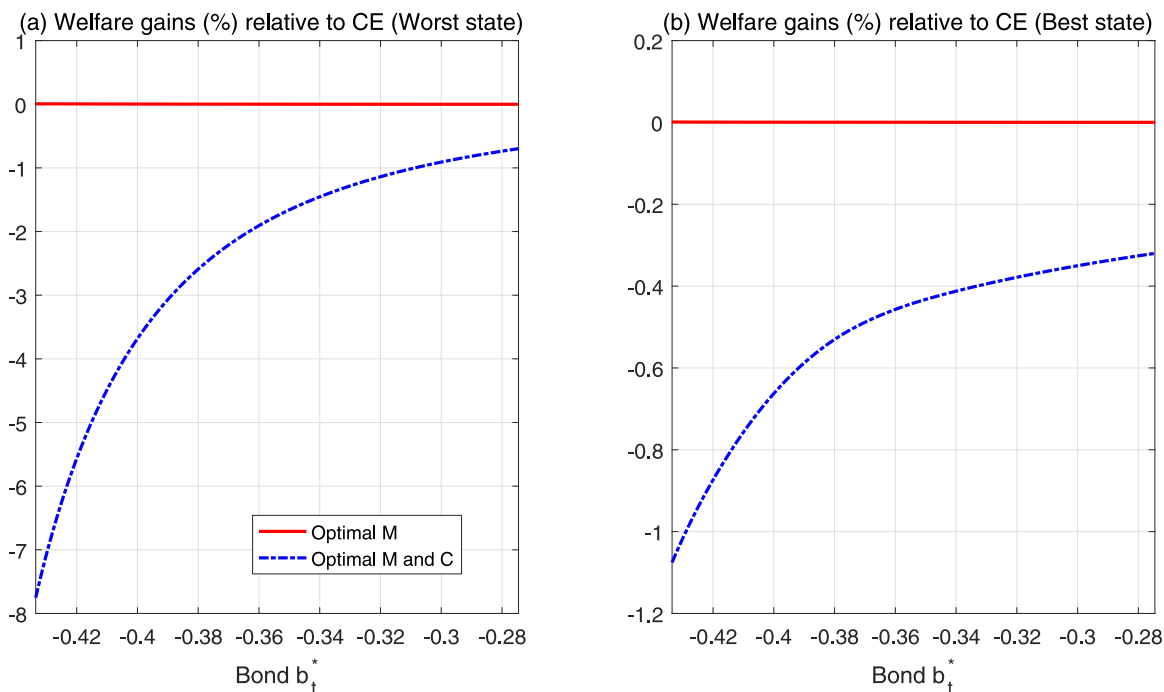 (a) Welfare gains (%) relative to CE (Worst state)
1
0
-1
-2
-3
-4
-5
-6
-7
-8
-0.42 -0.4 -0.38 -0.36 -0.34 -0.32 -0.3 -0.28
Bond b_t^*
Optimal M
Optimal M and C
(b) Welfare gains (%) relative to CE (Best state)
0.2
0
-0.2
-0.4
-0.6
-0.8
-1
-1.2
-0.42 -0.4 -0.38 -0.36 -0.34 -0.32 -0.3 -0.28
Bond b_t^*